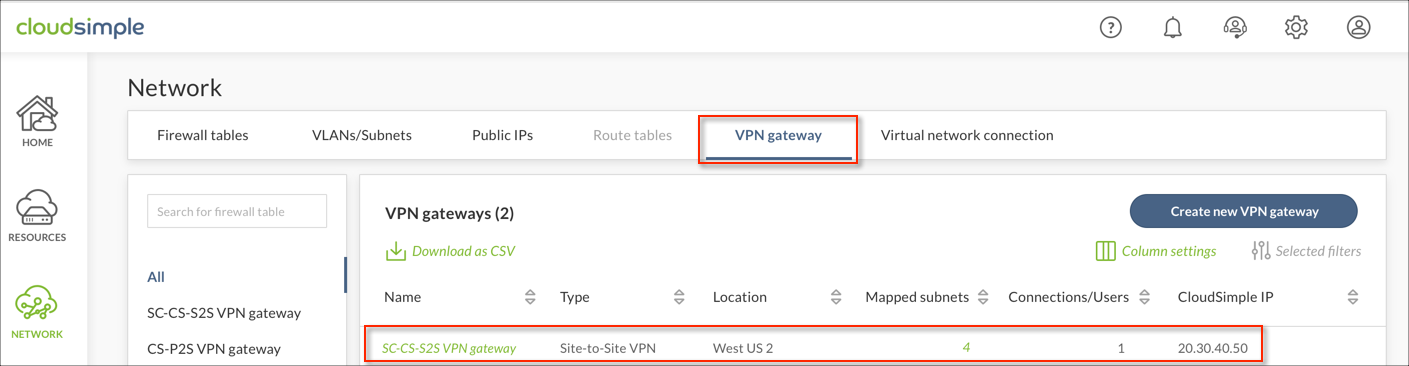 cloudsimple
Network
HOME
Firewall tables VLANs/Subnets Public IPs Route tables VPN gateway Virtual network connection
RESOURCES
NETWORK
Search for firewall table
All
SC-CS-S2S VPN gateway
CS-P2S VPN gateway
VPN gateways (2) Create new VPN gateway
Download as CSV Column settings Selected filters
Name Type Location Mapped subnets Connections/Users CloudSimple IP
SC-CS-S2S VPN gateway Site-to-Site VPN West US 2 4 1 20.30.40.50